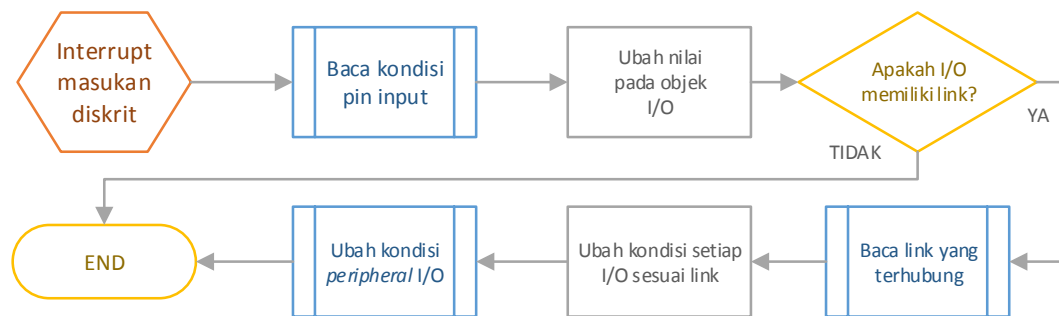 Interrupt
masukan
diskrit
Baca kondisi
pin input
Ubah nilai
pada objek
I/O
Apakah I/O
memiliki link?
YA
TIDAK
END
Ubah kondisi
peripheral I/O
Ubah kondisi setiap
I/O sesuai link
Baca link yang
terhubung